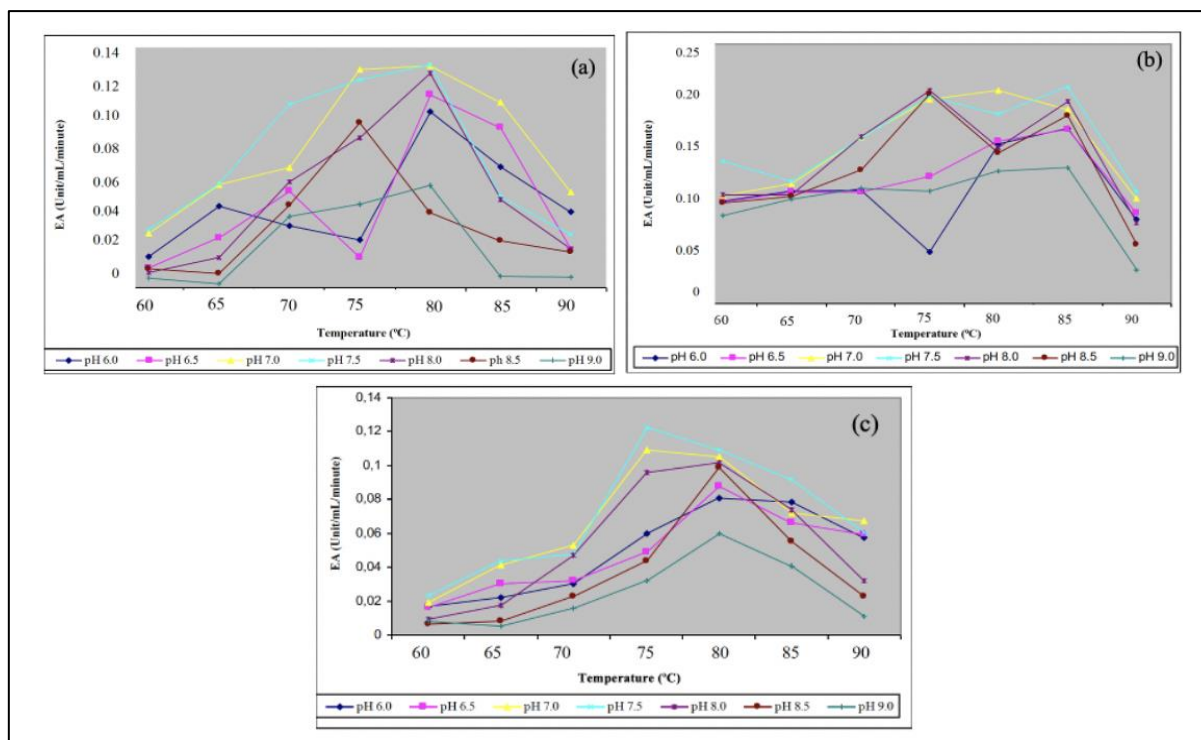 0.14
0.12
0.10
0.08
0.06
0.04
0.02
0
EA (Unit/mL/minute)
(a)
60 65 70 75 80 85 90
Temperature (ºC)
pH 6.0 pH 6.5 pH 7.0 pH 7.5 pH 8.0 ph 8.5 pH 9.0
0.25
0.20
0.15
0.10
0.05
0
EA (Unit/mL/minute)
(b)
60 65 70 75 80 85 90
Temperature (ºC)
pH 6.0 pH 6.5 pH 7.0 pH 7.5 pH 8.0 pH 8.5 pH 9.0
0,14
0,12
0,1
0,08
0,06
0,04
0,02
0
EA (Unit/mL/minute)
(c)
60 65 70 75 80 85 90
Temperature (ºC)
pH 6.0 pH 6.5 pH 7.0 pH 7.5 pH 8.0 pH 8.5 pH 9.0